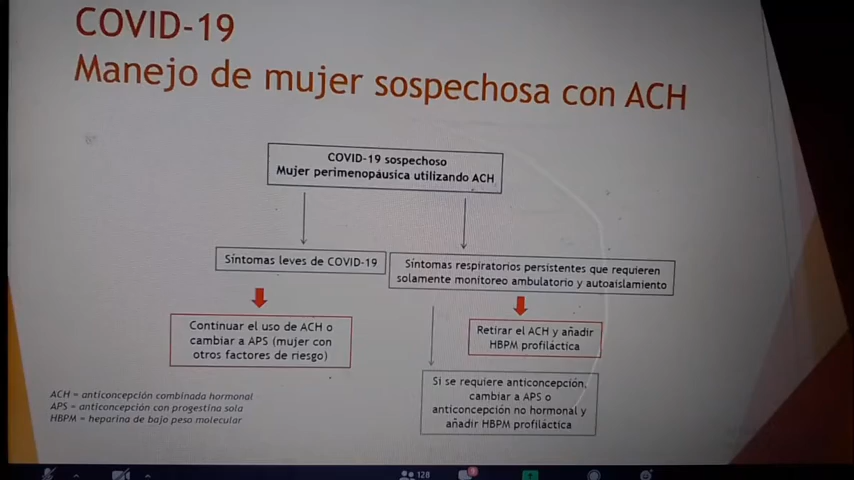 COVID-19
Manejo de mujer sospechosa con ACH
COVID-19 sospechoso
Mujer perimenopáusica utilizando ACH
Síntomas leves de COVID-19
Síntomas respiratorios persistentes que requieren
solamente monitoreo ambulatorio y autoaislamiento
Continuar el uso de ACH o
cambiar a APS (mujer con
otros factores de riesgo)
Retirar el ACH y añadir
HBPM profiláctica
Si se requiere anticoncepción,
cambiar a APS o
anticoncepción no hormonal y
añadir HBPM profiláctica
ACH = anticoncepción combinada hormonal
APS = anticoncepción con progestina sola
HBPM = heparina de bajo peso molecular
128